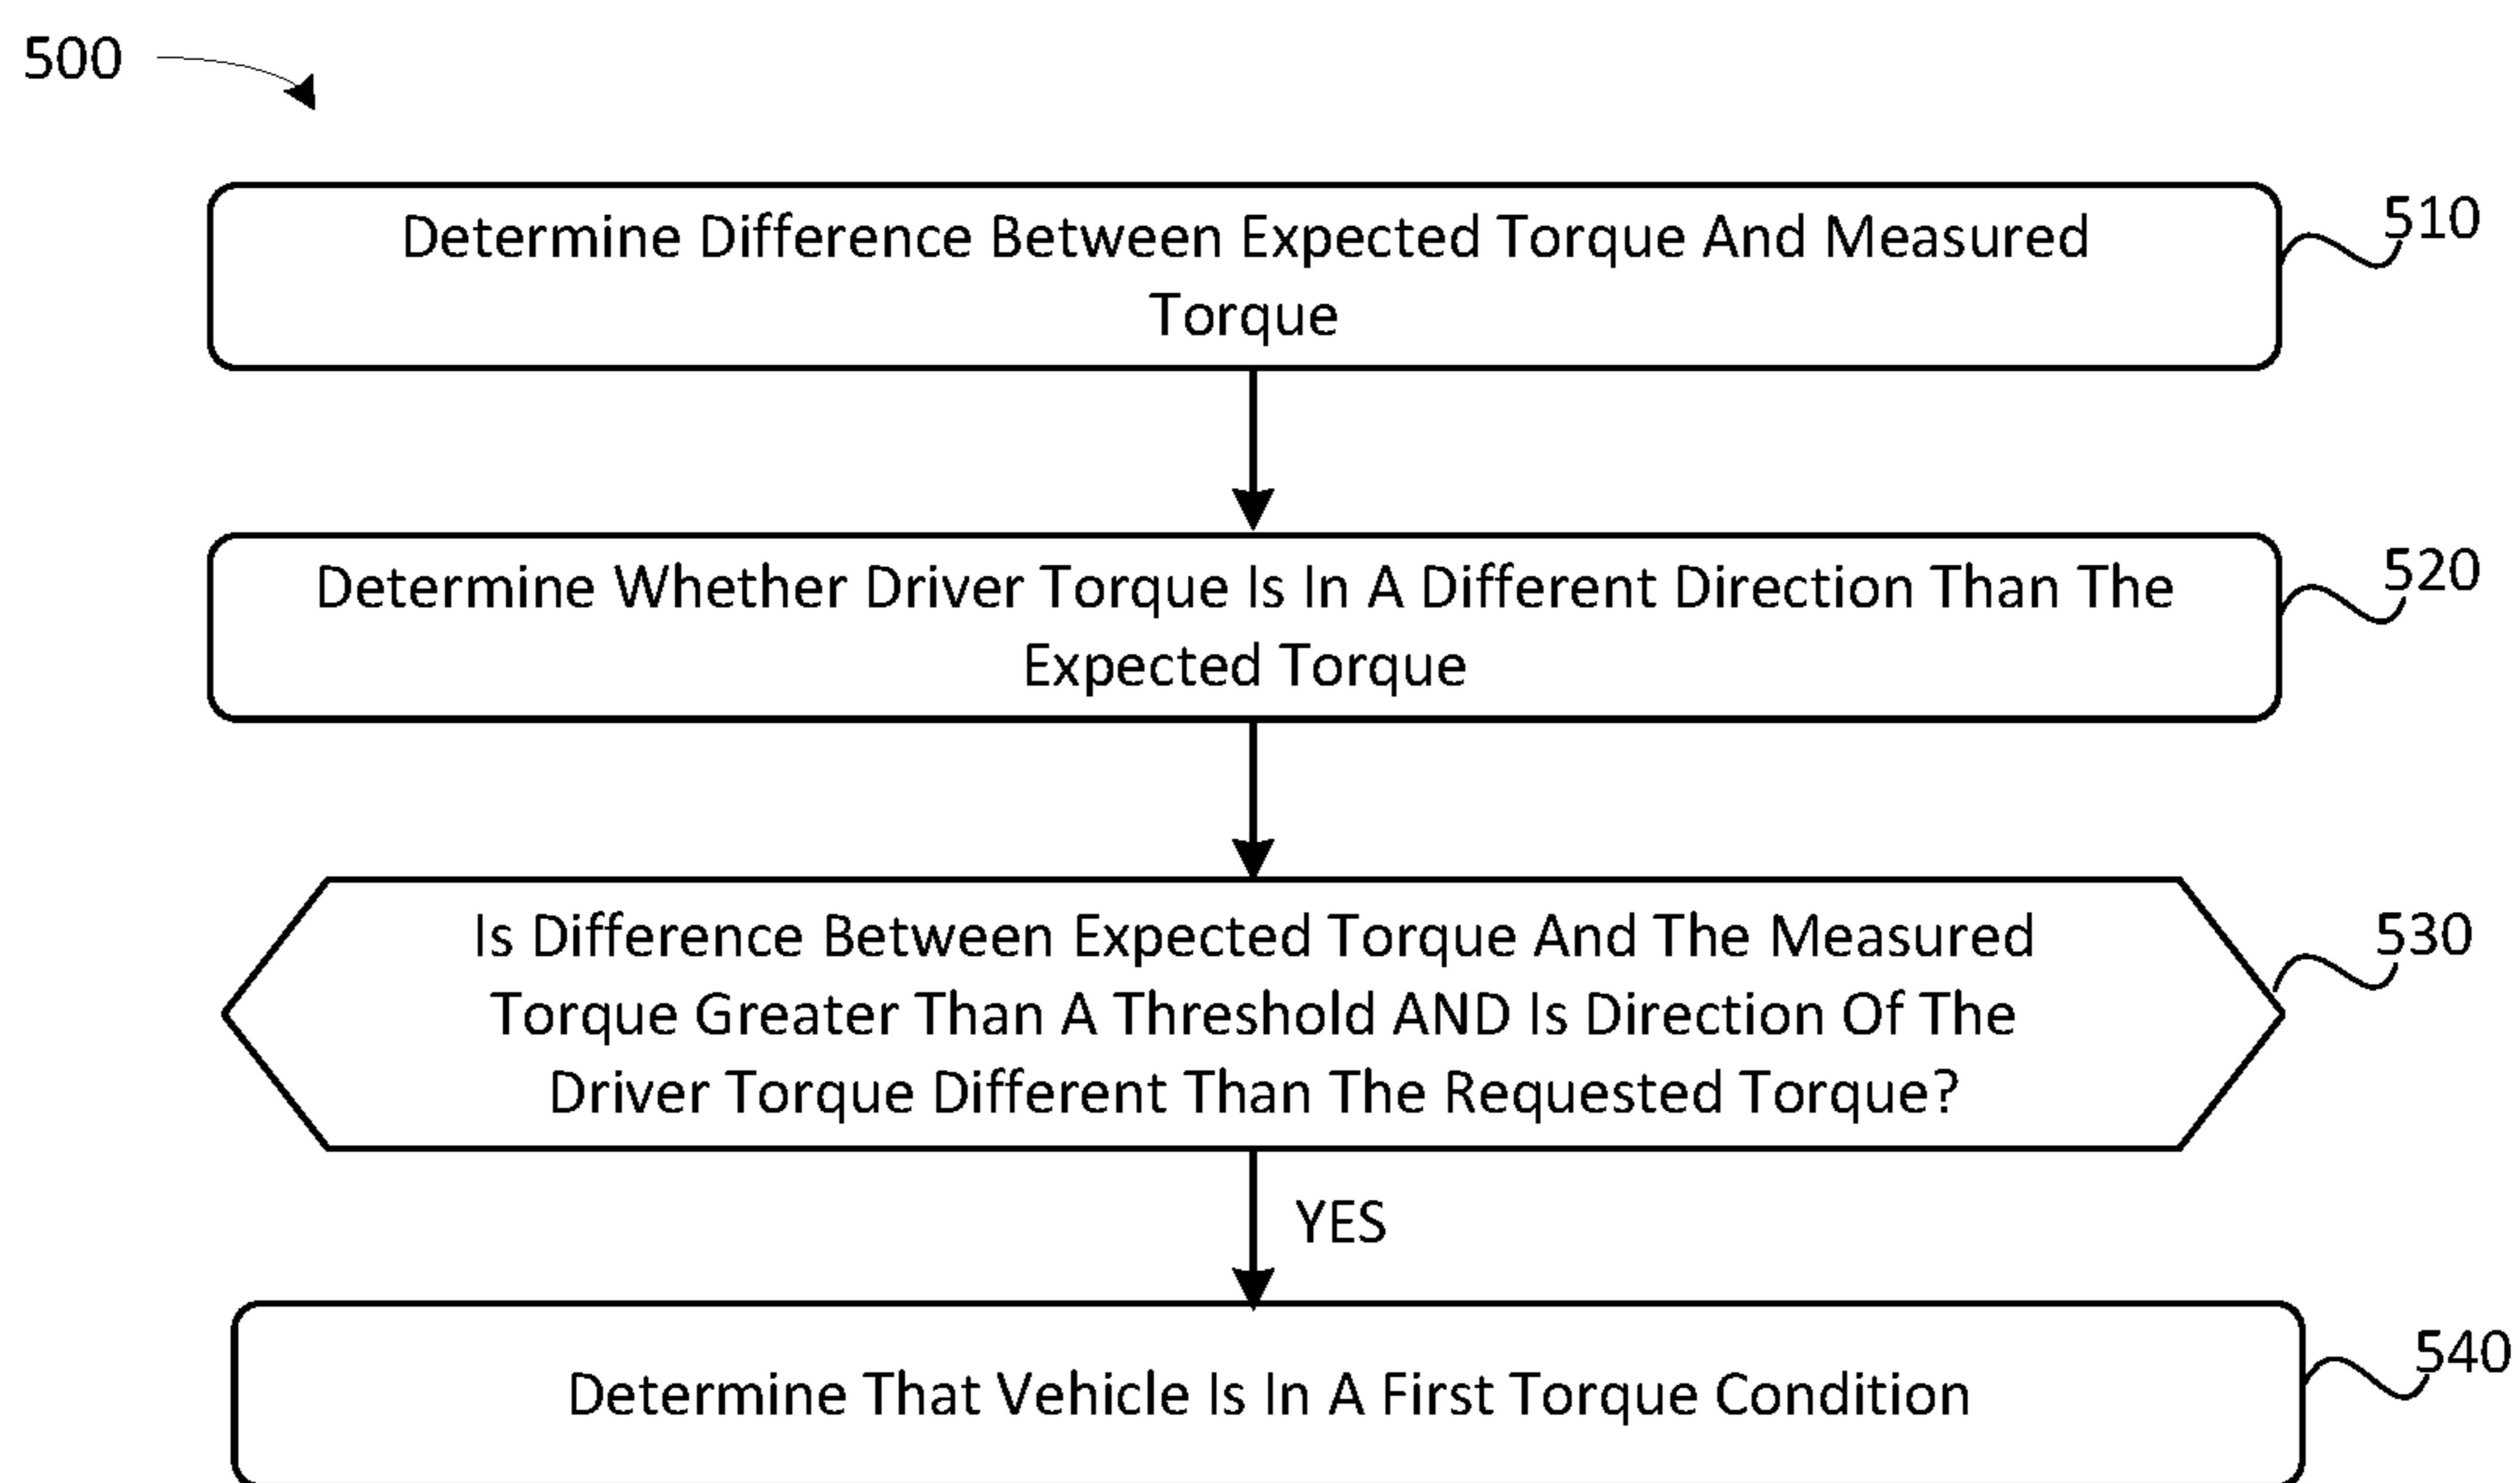 500
Determine Difference Between Expected Torque And Measured
Torque
510
Determine Whether Driver Torque Is In A Different Direction Than The
Expected Torque
520
Is Difference Between Expected Torque And The Measured
Torque Greater Than A Threshold AND Is Direction Of The
Driver Torque Different Than The Requested Torque?
530
YES
Determine That Vehicle Is In A First Torque Condition
540